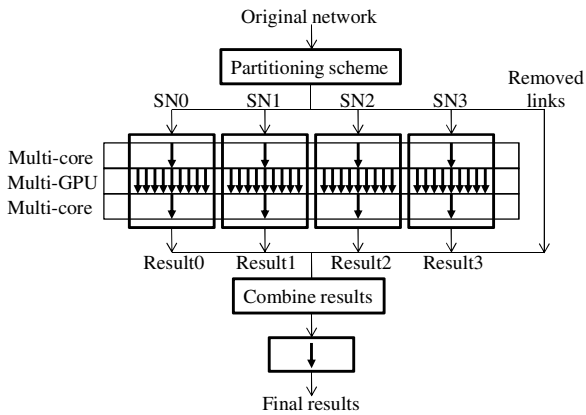 Original network
Partitioning scheme
Removed
links
SN0 SN1 SN2 SN3
Multi-core
Multi-GPU
Multi-core
Result0 Result1 Result2 Result3
Combine results
Final results